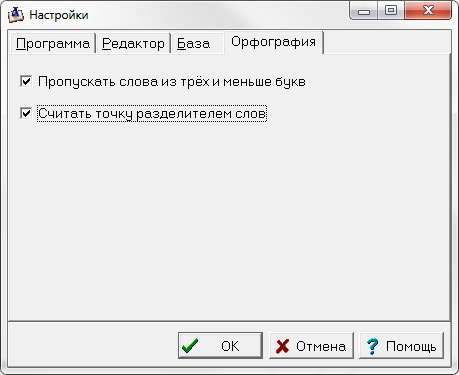 Настройки
Программа Редактор База Орфография
Пропускать слова из трёх и меньше букв
Считать точку разделителем слов
OK Отмена ? Помощь